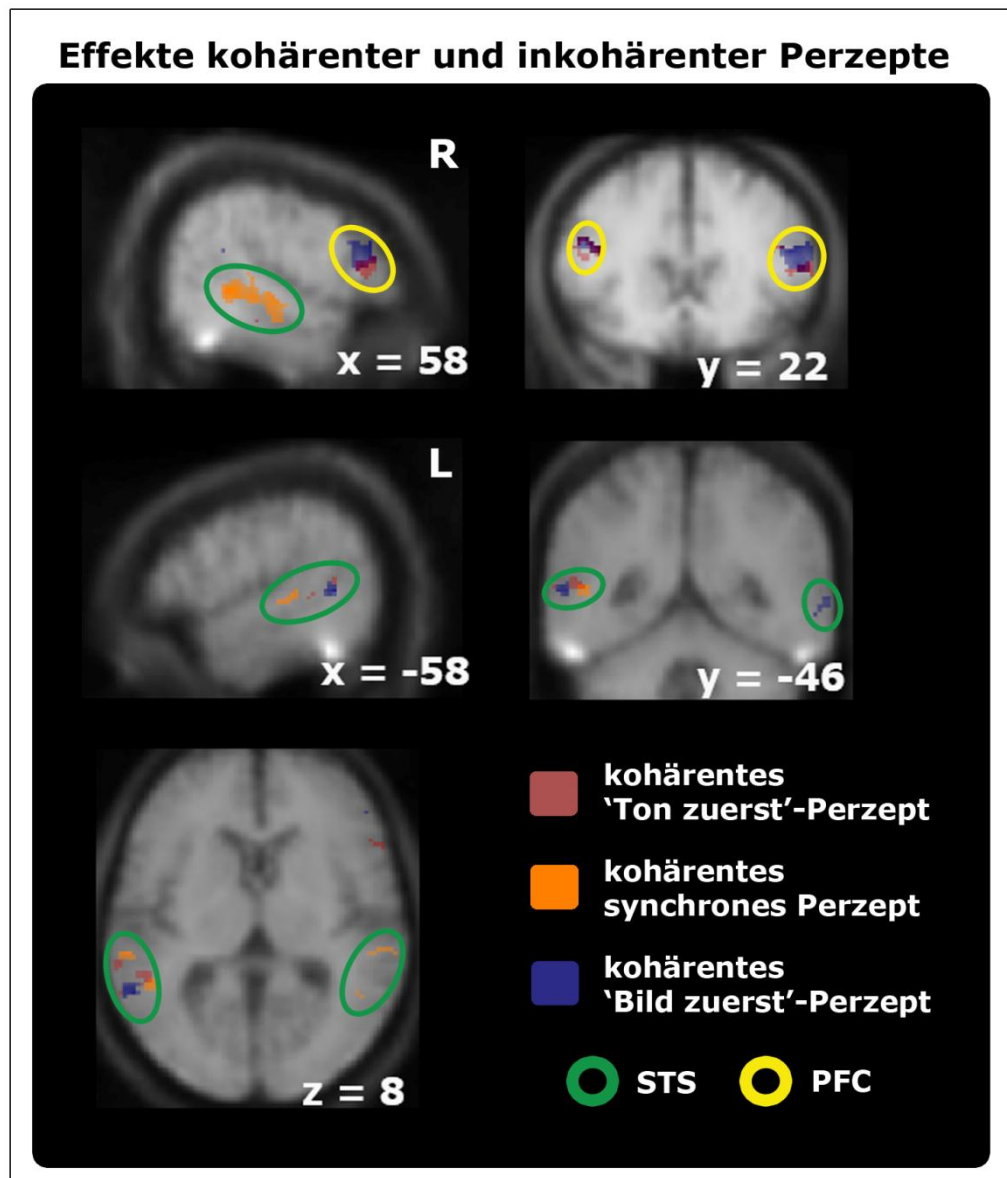 Effekte kohärenter und inkohärenter Perzepte
R
x = 58
y = 22
L
x = -58
y = -46
z = 8
kohärentes
‘Ton zuerst’-Perzept
kohärentes
synchrones Perzept
kohärentes
‘Bild zuerst’-Perzept
STS
PFC